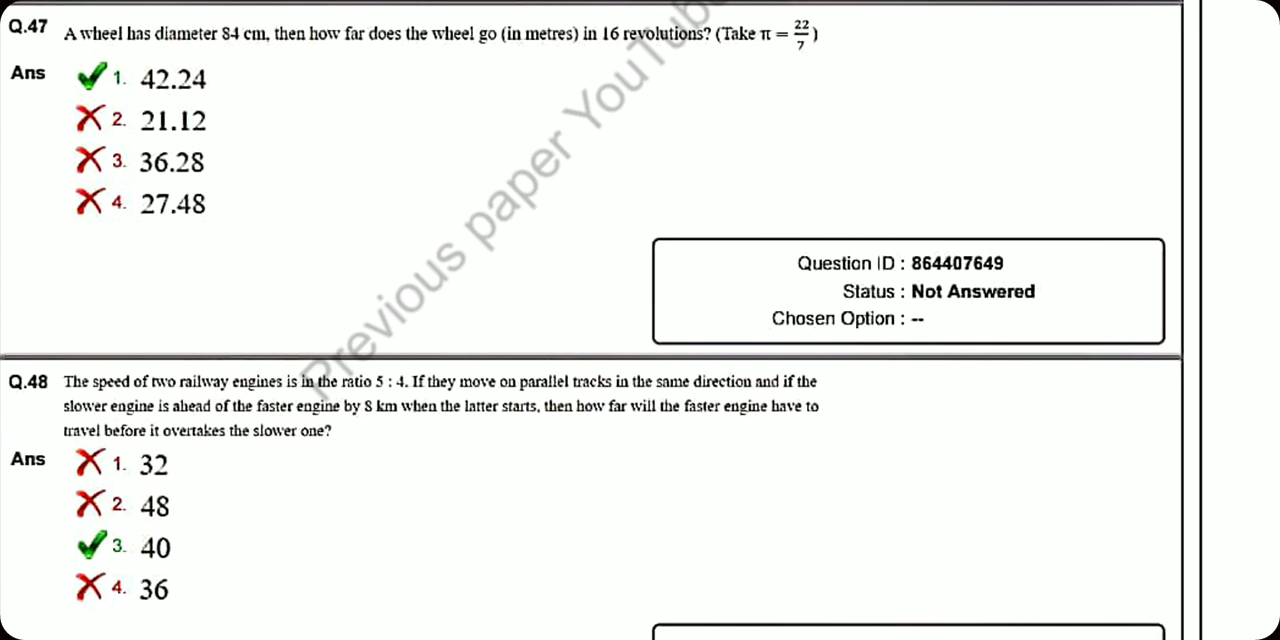 Q.47 A wheel has diameter 84 cm, then how far does the wheel go (in metres) in 16 revolutions? (Take π = 22/7)
Ans 1. 42.24
2. 21.12
3. 36.28
4. 27.48
Previous paper YouTube
Question ID : 864407649
Status : Not Answered
Chosen Option : --
Q.48 The speed of two railway engines is in the ratio 5 : 4. If they move on parallel tracks in the same direction and if the
slower engine is ahead of the faster engine by 8 km when the latter starts, then how far will the faster engine have to
travel before it overtakes the slower one?
Ans 1. 32
2. 48
3. 40
4. 36